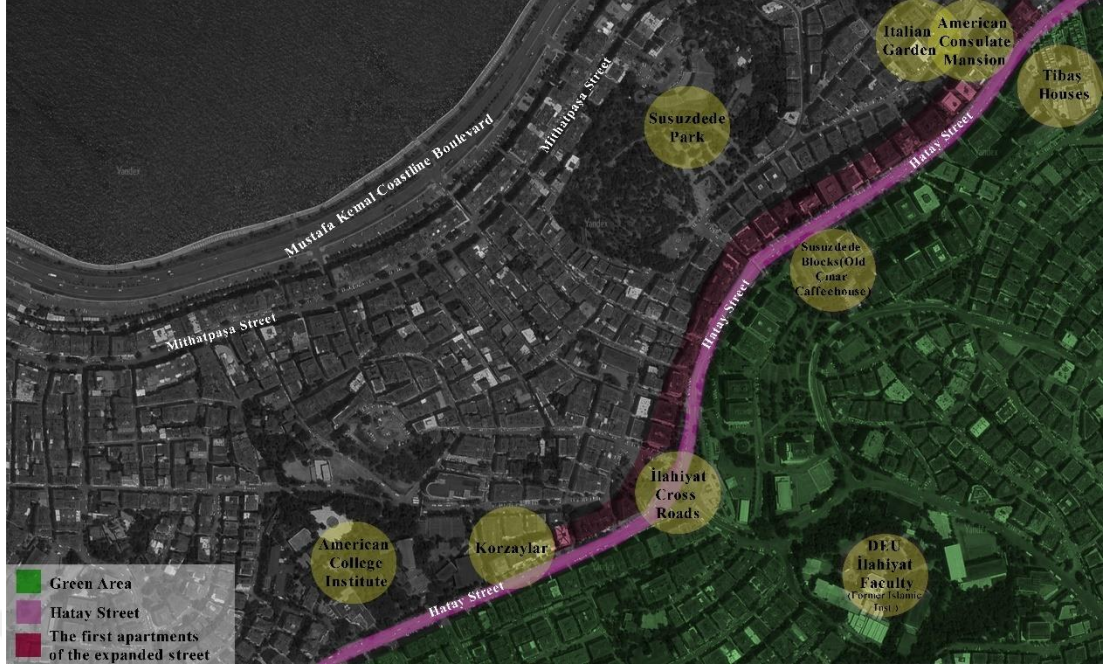 Italian
Garden
American
Consulate
Mansion
Tibaş
Houses
Susuzdede
Park
Mithatpaşa Street
Mustafa Kemal Coastline Boulevard
Hatay Street
Yandex
Yandex
Susuzdede
Blocks(Old
Çınar
Caffeehouse)
Hatay Street
Mithatpaşa Street
İlahiyat
Cross
Roads
American
College
Institute
Korzaylar
DEU
İlahiyat
Faculty
(Former Islamic
Inst.)
Hatay Street
Green Area
Hatay Street
The first apartments
of the expanded street